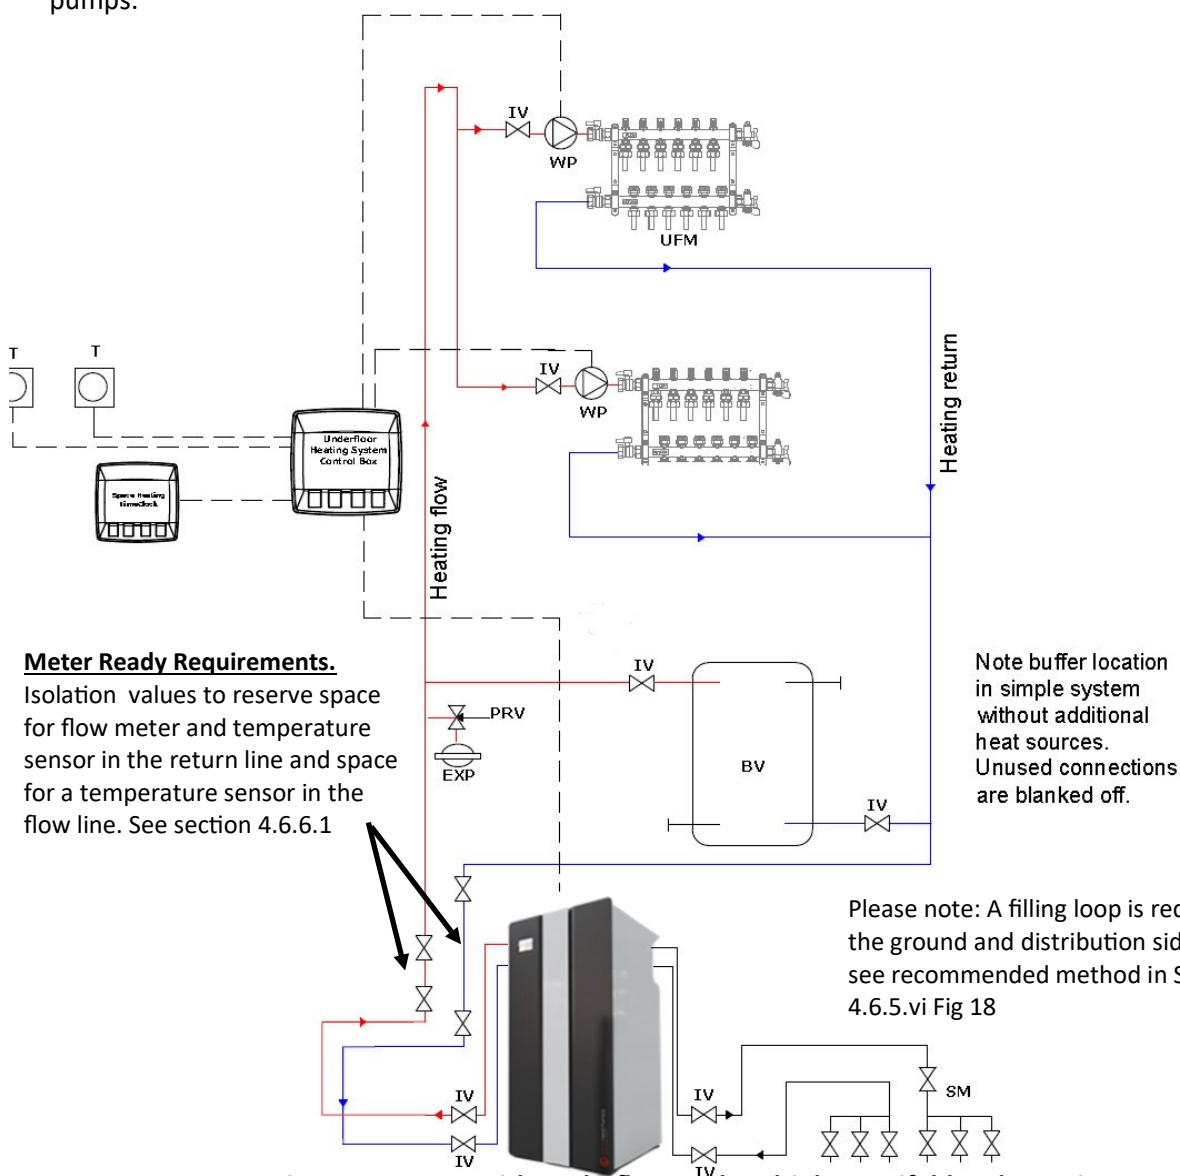 pumps.
IV
WP
UFM
T
T
IV
WP
Underfloor
Heating System
Control Box
Space Heating
TimeClock
Heating flow
Heating return
Meter Ready Requirements.
Isolation values to reserve space
for flow meter and temperature
sensor in the return line and space
for a temperature sensor in the
flow line. See section 4.6.6.1
PRV
EXP
IV
BV
IV
Note buffer location
in simple system
without additional
heat sources.
Unused connections
are blanked off.
Please note: A filling loop is
the ground and distribution
see recommended method in
4.6.5.vi Fig 18
IV
IV
IV
IV
SM